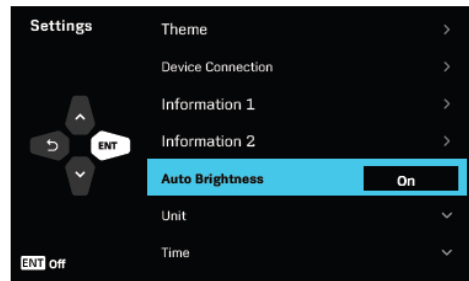 Settings
Theme
Device Connection
Information 1
Information 2
ENT
Auto Brightness On
Unit
Time
ENT Off